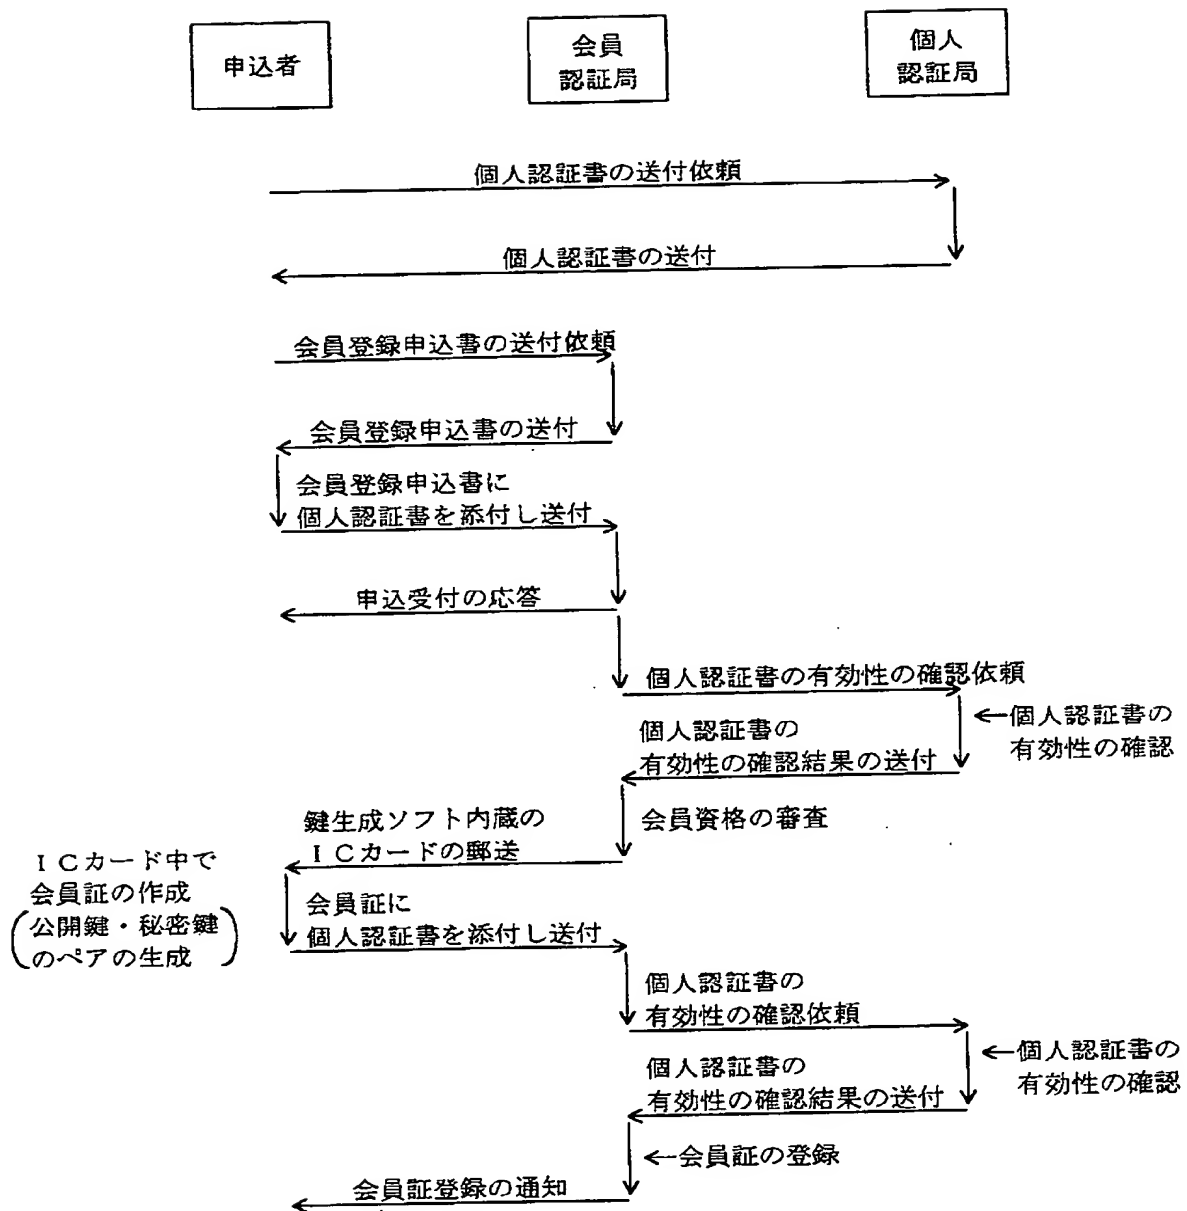 申込者
会員
認証局
個人
認証局
個人認証書の送付依頼
個人認証書の送付
会員登録申込書の送付依頼
会員登録申込書の送付
会員登録申込書に
個人認証書を添付し送付
申込受付の応答
個人認証書の有効性の確認依頼
個人認証書の
有効性の確認
個人認証書の
有効性の確認結果の送付
会員資格の審査
鍵生成ソフト内蔵の
ICカードの郵送
ICカード中で
会員証の作成
(公開鍵・秘密鍵
のペアの生成)
会員証に
個人認証書を添付し送付
個人認証書の
有効性の確認依頼
個人認証書の
有効性の確認
個人認証書の
有効性の確認結果の送付
会員証の登録
会員証登録の通知